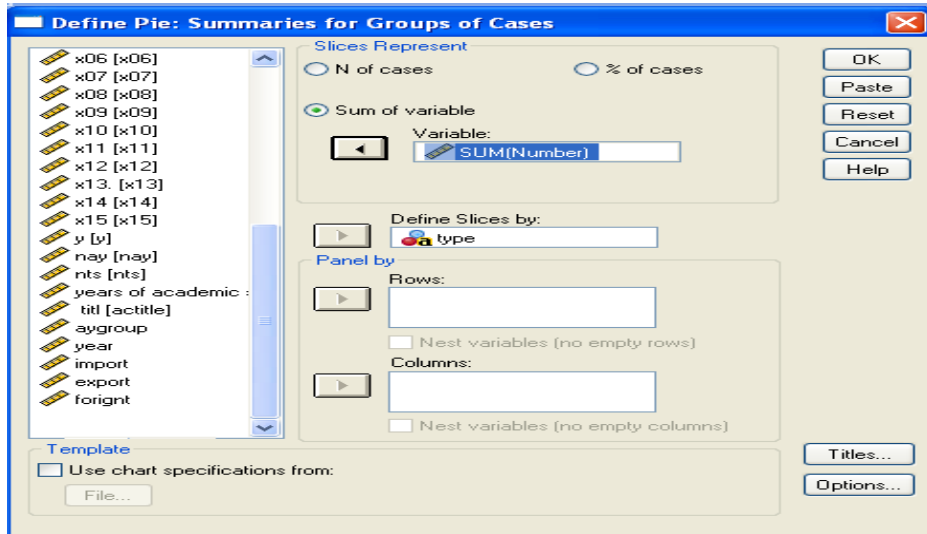 Define Pie: Summaries for Groups of Cases
x06 [x06]
x07 [x07]
x08 [x08]
x09 [x09]
x10 [x10]
x11 [x11]
x12 [x12]
x13. [x13]
x14 [x14]
x15 [x15]
y [y]
nay [nay]
nts [nts]
years of academic
titl [actitle]
aygroup
year
import
export
forignt
Slices Represent
N of cases
% of cases
Sum of variable
Variable:
SUM(Number)
Define Slices by:
a type
Panel by
Rows:
Nest variables (no empty rows)
Columns:
Nest variables (no empty columns)
OK
Paste
Reset
Cancel
Help
Template
Use chart specifications from:
File...
Titles...
Options...